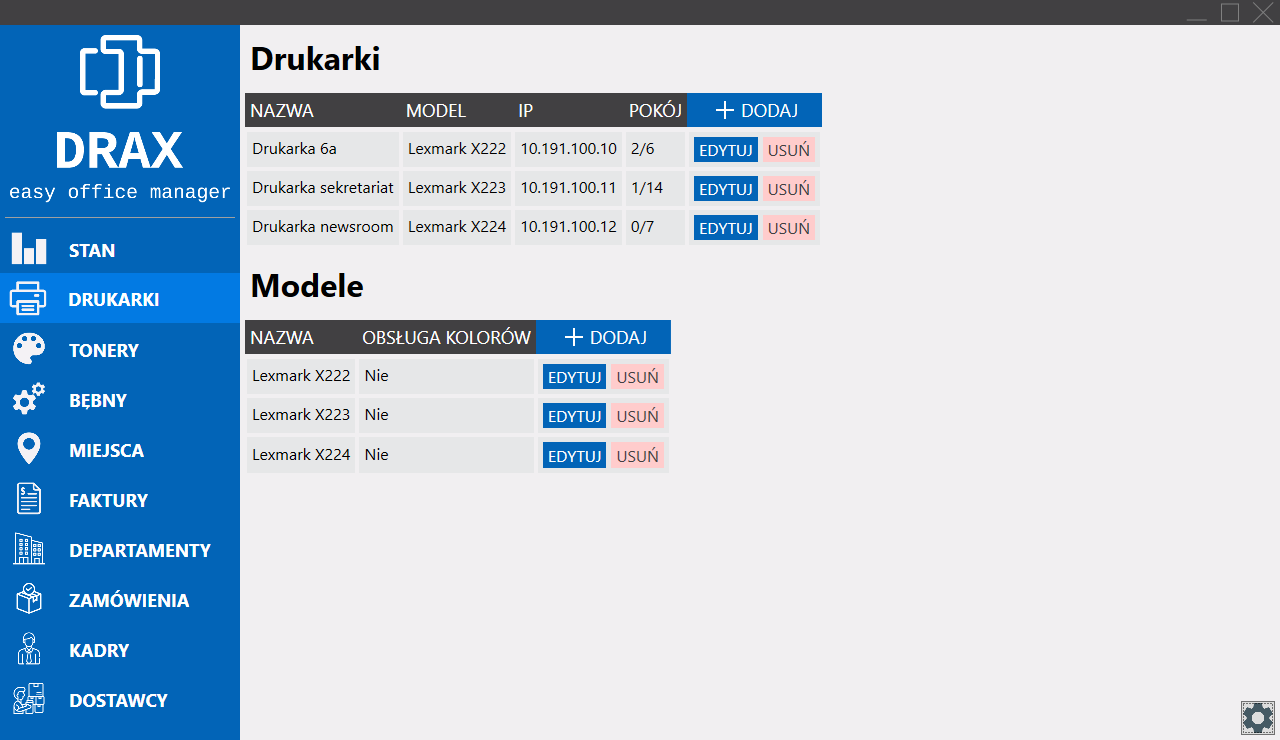 DRAX
easy office manager
STAN
DRUKARKI
TONERY
BĘBNY
MIEJSCA
FAKTURY
DEPARTAMENTY
ZAMÓWIENIA
KADRY
DOSTAWCY
Drukarki
NAZWA MODEL IP POKÓJ DODAJ
Drukarka 6a Lexmark X222 10.191.100.10 2/6 EDYTUJ USUŃ
Drukarka sekretariat Lexmark X223 10.191.100.11 1/14 EDYTUJ USUŃ
Drukarka newsroom Lexmark X224 10.191.100.12 0/7 EDYTUJ USUŃ
Modele
NAZWA OBSŁUGA KOLORÓW DODAJ
Lexmark X222 Nie EDYTUJ USUŃ
Lexmark X223 Nie EDYTUJ USUŃ
Lexmark X224 Nie EDYTUJ USUŃ